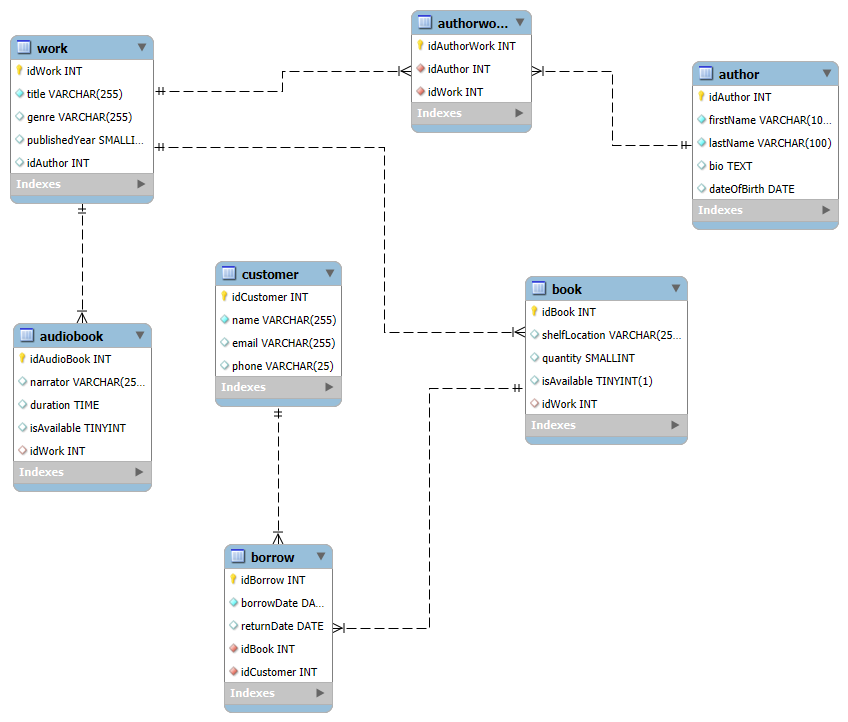 work
idWork INT
title VARCHAR(255)
genre VARCHAR(255)
publishedYear SMALLI...
idAuthor INT
Indexes
authorwo...
idAuthorWork INT
idAuthor INT
idWork INT
Indexes
author
idAuthor INT
firstName VARCHAR(10...
lastName VARCHAR(100)
bio TEXT
dateOfBirth DATE
Indexes
audiobook
idAudioBook INT
narrator VARCHAR(25...
duration TIME
isAvailable TINYINT
idWork INT
Indexes
customer
idCustomer INT
name VARCHAR(255)
email VARCHAR(255)
phone VARCHAR(25)
Indexes
book
idBook INT
shelfLocation VARCHAR(25...
quantity SMALLINT
isAvailable TINYINT(1)
idWork INT
Indexes
borrow
idBorrow INT
borrowDate DA...
returnDate DATE
idBook INT
idCustomer INT
Indexes